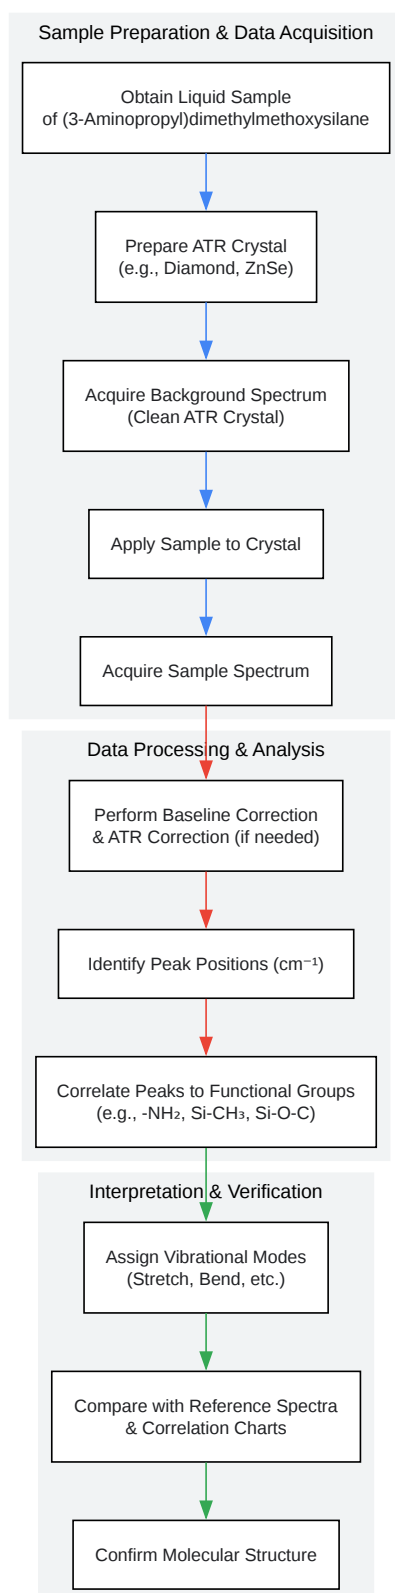 Sample Preparation & Data Acquisition
Obtain Liquid Sample
of (3-Aminopropyl)dimethylmethoxysilane
Prepare ATR Crystal
(e.g., Diamond, ZnSe)
Acquire Background Spectrum
(Clean ATR Crystal)
Apply Sample to Crystal
Acquire Sample Spectrum
Data Processing & Analysis
Perform Baseline Correction
& ATR Correction (if needed)
Identify Peak Positions (cm⁻¹)
Correlate Peaks to Functional Groups
(e.g., -NH₂, Si-CH₃, Si-O-C)
Interpretation & Verification
Assign Vibrational Modes
(Stretch, Bend, etc.)
Compare with Reference Spectra
& Correlation Charts
Confirm Molecular Structure